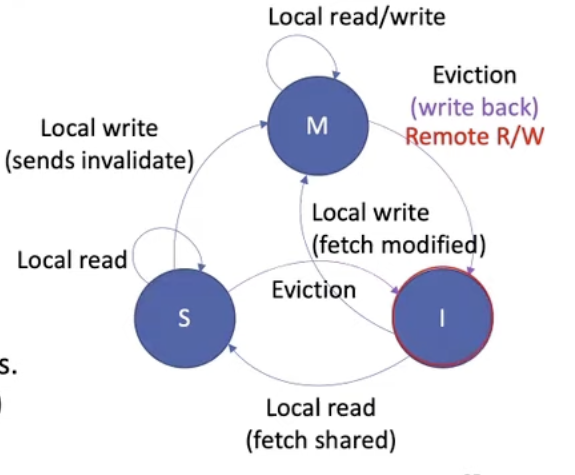 Local read/write
M
Eviction
(write back)
Remote R/W
Local write
(sends invalidate)
Local write
(fetch modified)
Local read
Eviction
S
I
s.
)
Local read
(fetch shared)